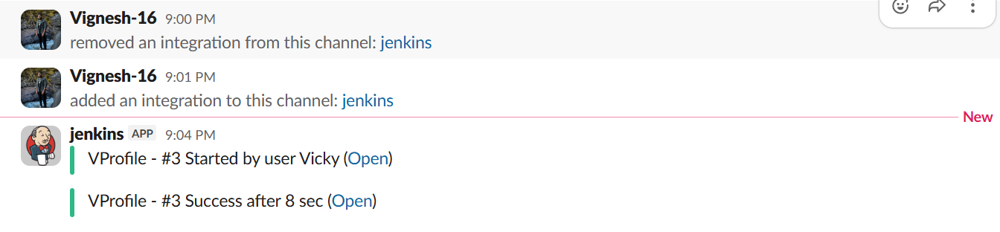 Vignesh-16 9:00 PM
removed an integration from this channel: jenkins
Vignesh-16 9:01 PM
added an integration to this channel: jenkins
New
jenkins APP 9:04 PM
VProfile - #3 Started by user Vicky (Open)
VProfile - #3 Success after 8 sec (Open)